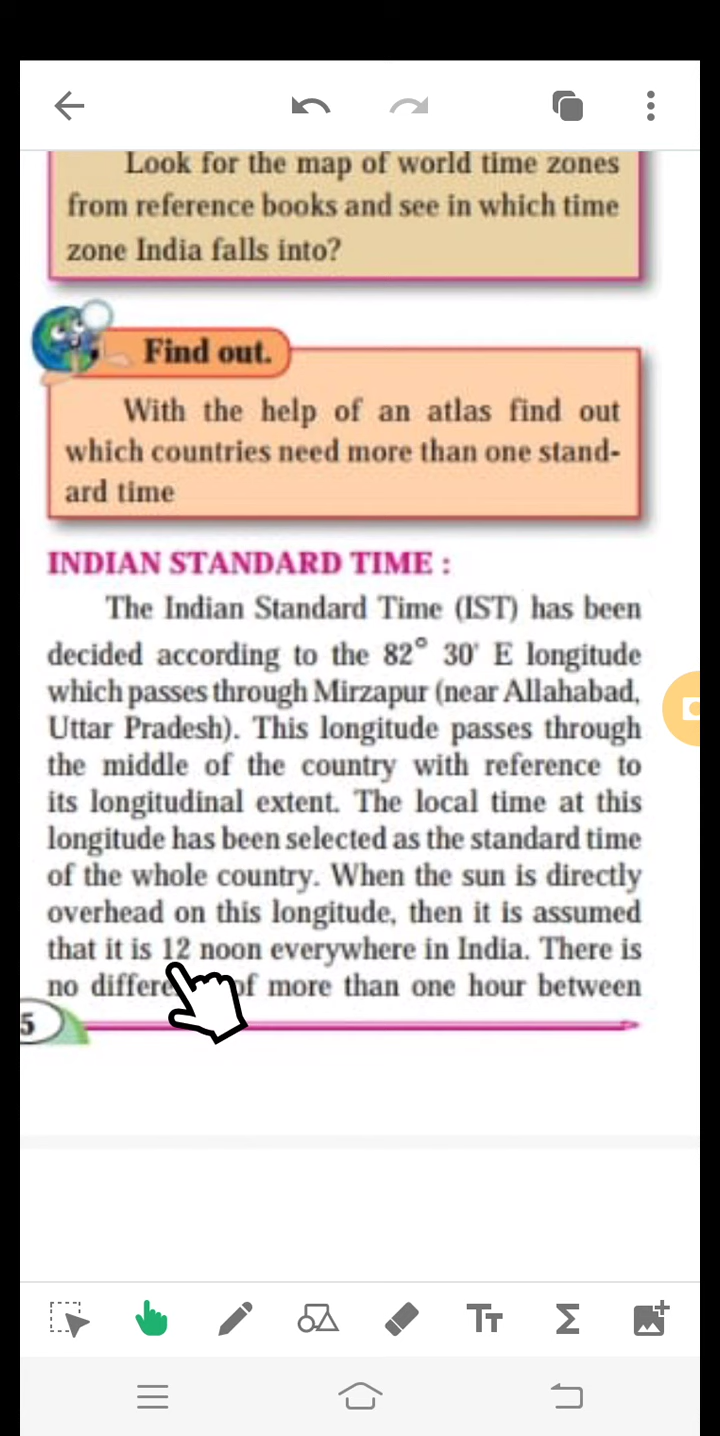 Look for the map of world time zones
from reference books and see in which time
zone India falls into?
Find out.
With the help of an atlas find out
which countries need more than one stand-
ard time
INDIAN STANDARD TIME :
The Indian Standard Time (IST) has been
decided according to the 82° 30' E longitude
which passes through Mirzapur (near Allahabad,
Uttar Pradesh). This longitude passes through
the middle of the country with reference to
its longitudinal extent. The local time at this
longitude has been selected as the standard time
of the whole country. When the sun is directly
overhead on this longitude, then it is assumed
that it is 12 noon everywhere in India. There is
no of more than one hour between
5
TT
Σ